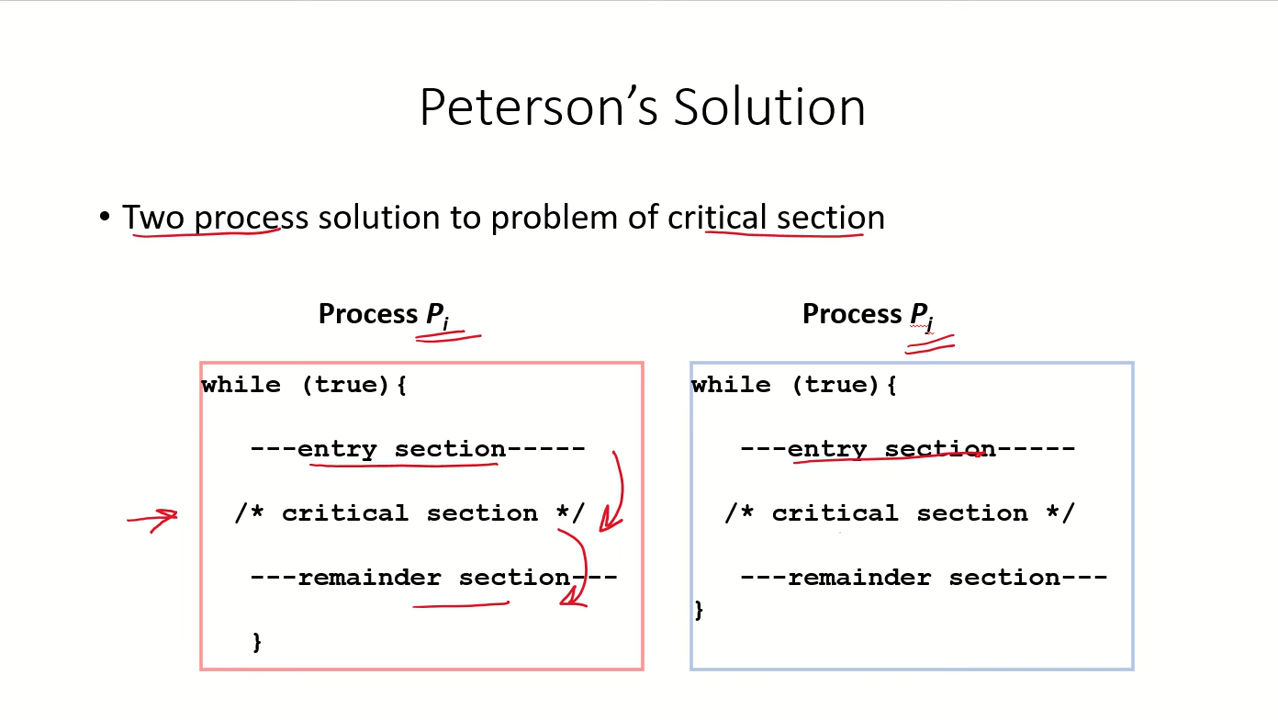 Peterson’s Solution
• Two process solution to problem of critical section
Process Pi
Process Pj
while (true){
---entry section-----
/* critical section */
---remainder section---
}
while (true){
---entry section-----
/* critical section */
---remainder section---
}